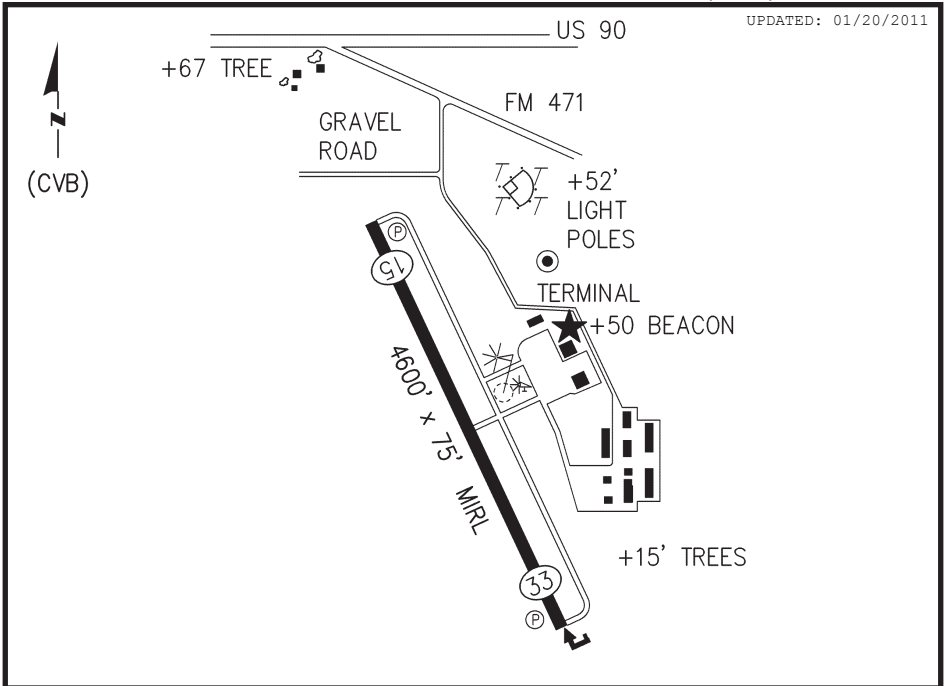 UPDATED: 01/20/2011
US 90
+67 TREE
FM 471
GRAVEL
ROAD
N
(CVB)
+52'
LIGHT
POLES
P
15
TERMINAL
+50 BEACON
4600' x 75'
MIRL
+15' TREES
33
P